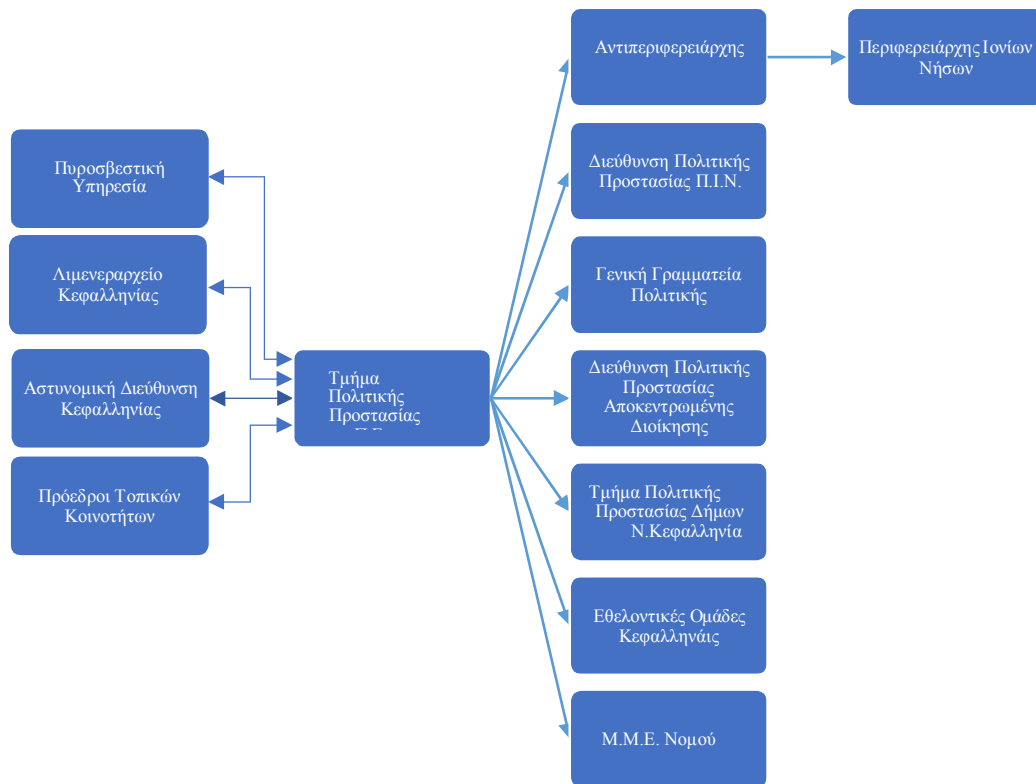 Πυροσβεστική
Υπηρεσία
Λιμενεραρχείο
Κεφαλληνίας
Αστυνομική Διεύθυνση
Κεφαλληνίας
Πρόεδροι Τοπικών
Κοινοτήτων
Τμήμα
Πολιτικής
Προστασίας
Αντιπεριφερειάρχης
Περιφερειάρχης Ιονίων
Νήσων
Διεύθυνση Πολιτικής
Προστασίας Π.Ι.Ν.
Γενική Γραμματεία
Πολιτικής
Διεύθυνση Πολιτικής
Προστασίας
Αποκεντρωμένης
Διοίκησης
Τμήμα Πολιτικής
Προστασίας Δήμων
Ν.Κεφαλληνία
Εθελοντικές Ομάδες
Κεφαλληνάις
Μ.Μ.Ε. Νομού